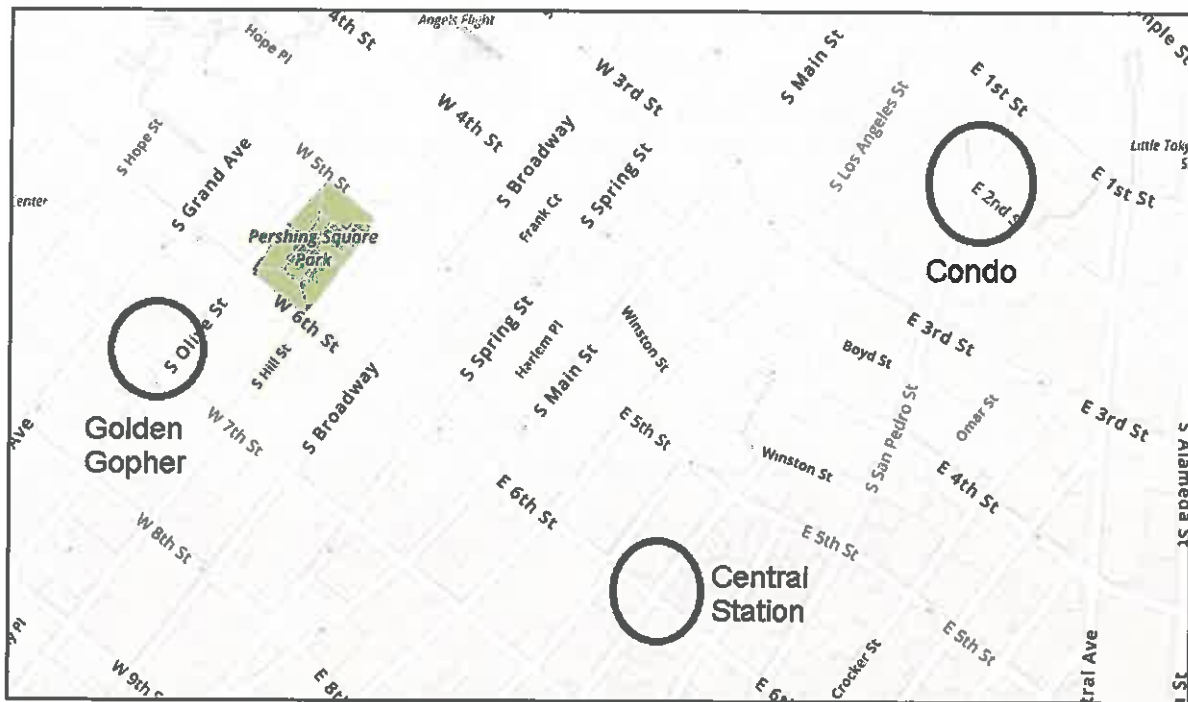 4th St
Angels Flight
Hope Pl
W 3rd St
S Main St
E 1st St
W 4th St
S Los Angeles St
S Hope St
W 5th St
S Broadway
S Grand Ave
S Spring St
Frank Ct
E 1st St
E 2nd S
Pershing Square
Park
Condo
W 6th St
S Olive St
S Spring St
Harlem Pl
Winston St
E 3rd St
Boyd St
S Hill St
S Main St
S Broadway
Golden
Gopher
W 7th St
E 5th St
S San Pedro St
Omar St
E 3rd St
Ave
Winston St
E 4th St
S Alameda St
E 6th St
W 8th St
E 5th St
Central
Station
E 5th St
Crocker St
W 9th
E 8t
E 6t